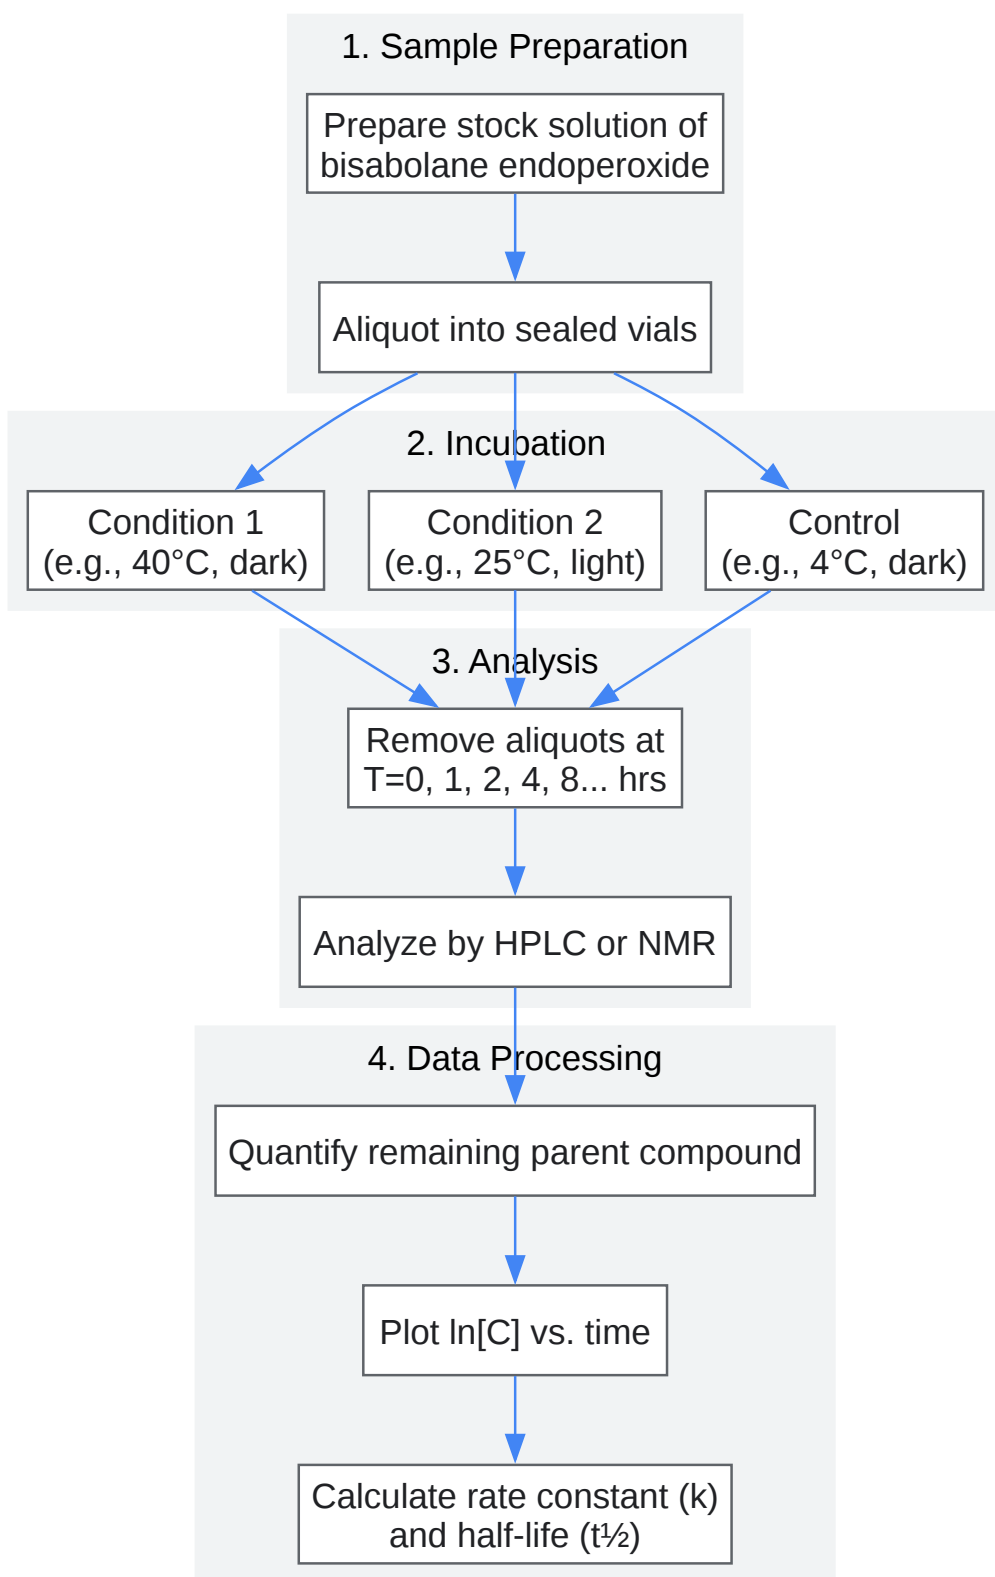 1. Sample Preparation
Prepare stock solution of
bisabolane endoperoxide
Aliquot into sealed vials
2. Incubation
Condition 1
(e.g., 40°C, dark)
Condition 2
(e.g., 25°C, light)
Control
(e.g., 4°C, dark)
3. Analysis
Remove aliquots at
T=0, 1, 2, 4, 8... hrs
Analyze by HPLC or NMR
4. Data Processing
Quantify remaining parent compound
Plot ln[C] vs. time
Calculate rate constant (k)
and half-life (t½)